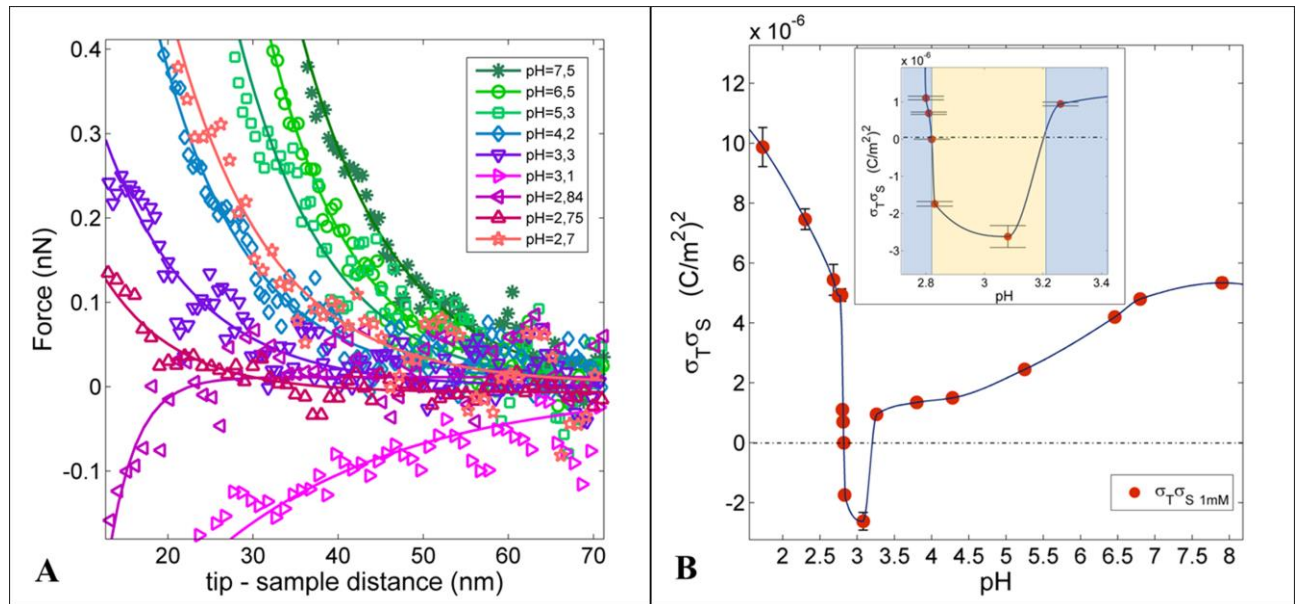 0.4
0.3
0.2
0.1
0
-0.1
Force (nN)
20 30 40 50 60 70
tip - sample distance (nm)
A
pH=7,5
pH=6,5
pH=5,3
pH=4,2
pH=3,3
pH=3,1
pH=2,84
pH=2,75
pH=2,7
x 10⁻⁶
12
10
8
6
4
2
0
-2
σTσS (C/m²)²
2 2.5 3 3.5 4 4.5 5 5.5 6 6.5 7 7.5 8
pH
B
σTσS 1mM
x 10⁻⁶
1
0
-1
-2
-3
σTσS (C/m²)²
2.8 3 3.2 3.4
pH